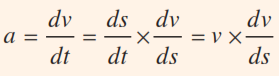 a = dv/dt = ds/dt × dv/ds = v × dv/ds